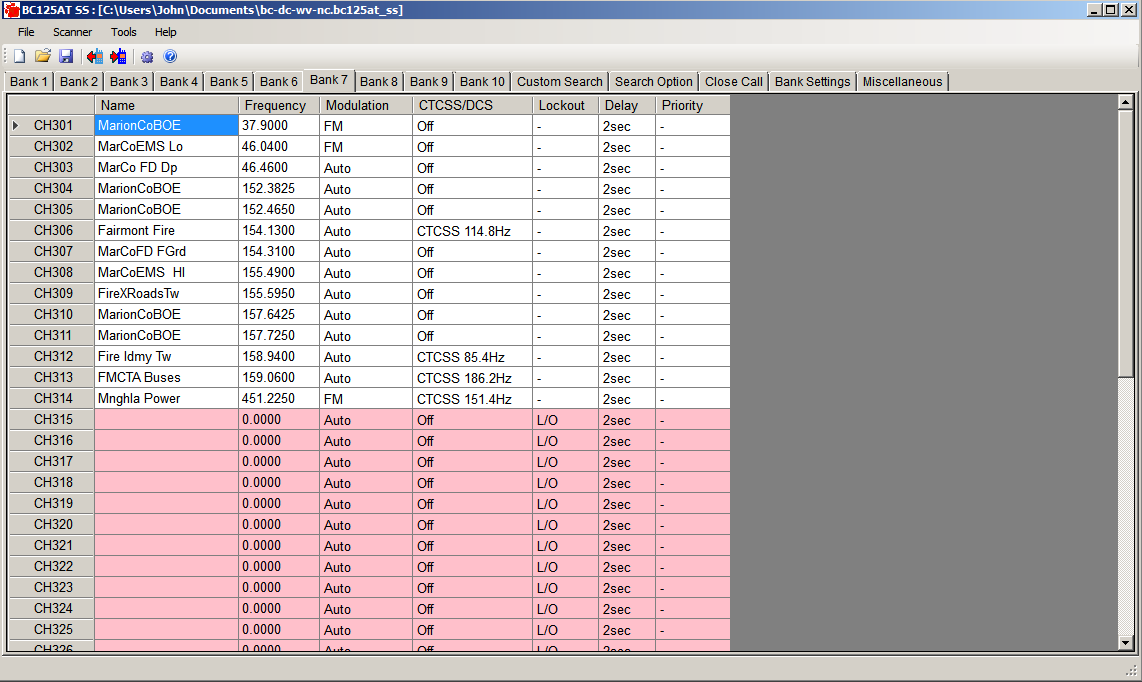 BC125AT SS : [C:\Users\John\Documents\bc-dc-wv-nc.bc125at_ss]
File Scanner Tools Help
Bank 1 Bank 2 Bank 3 Bank 4 Bank 5 Bank 6 Bank 7 Bank 8 Bank 9 Bank 10 Custom Search Search Option Close Call Bank Settings Miscellaneous
Name Frequency Modulation CTCSS/DCS Lockout Delay Priority
CH301 MarionCoBOE 37.9000 FM Off - 2sec -
CH302 MarCoEMS Lo 46.0400 FM Off - 2sec -
CH303 MarCo FD Dp 46.4600 Auto Off - 2sec -
CH304 MarionCoBOE 152.3825 Auto Off - 2sec -
CH305 MarionCoBOE 152.4650 Auto Off - 2sec -
CH306 Fairmont Fire 154.1300 Auto CTCSS 114.8Hz - 2sec -
CH307 MarCoFD FGrd 154.3100 Auto Off - 2sec -
CH308 MarCoEMS  HI 155.4900 Auto Off - 2sec -
CH309 FireXRoadsTw 155.5950 Auto Off - 2sec -
CH310 MarionCoBOE 157.6425 Auto Off - 2sec -
CH311 MarionCoBOE 157.7250 Auto Off - 2sec -
CH312 Fire Idmy Tw 158.9400 Auto CTCSS 85.4Hz - 2sec -
CH313 FMCTA Buses 159.0600 Auto CTCSS 186.2Hz - 2sec -
CH314 Mnghla Power 451.2250 FM CTCSS 151.4Hz - 2sec -
CH315 0.0000 Auto Off L/O 2sec -
CH316 0.0000 Auto Off L/O 2sec -
CH317 0.0000 Auto Off L/O 2sec -
CH318 0.0000 Auto Off L/O 2sec -
CH319 0.0000 Auto Off L/O 2sec -
CH320 0.0000 Auto Off L/O 2sec -
CH321 0.0000 Auto Off L/O 2sec -
CH322 0.0000 Auto Off L/O 2sec -
CH323 0.0000 Auto Off L/O 2sec -
CH324 0.0000 Auto Off L/O 2sec -
CH325 0.0000 Auto Off L/O 2sec -
CH326 0.0000 Auto Off L/O 2sec